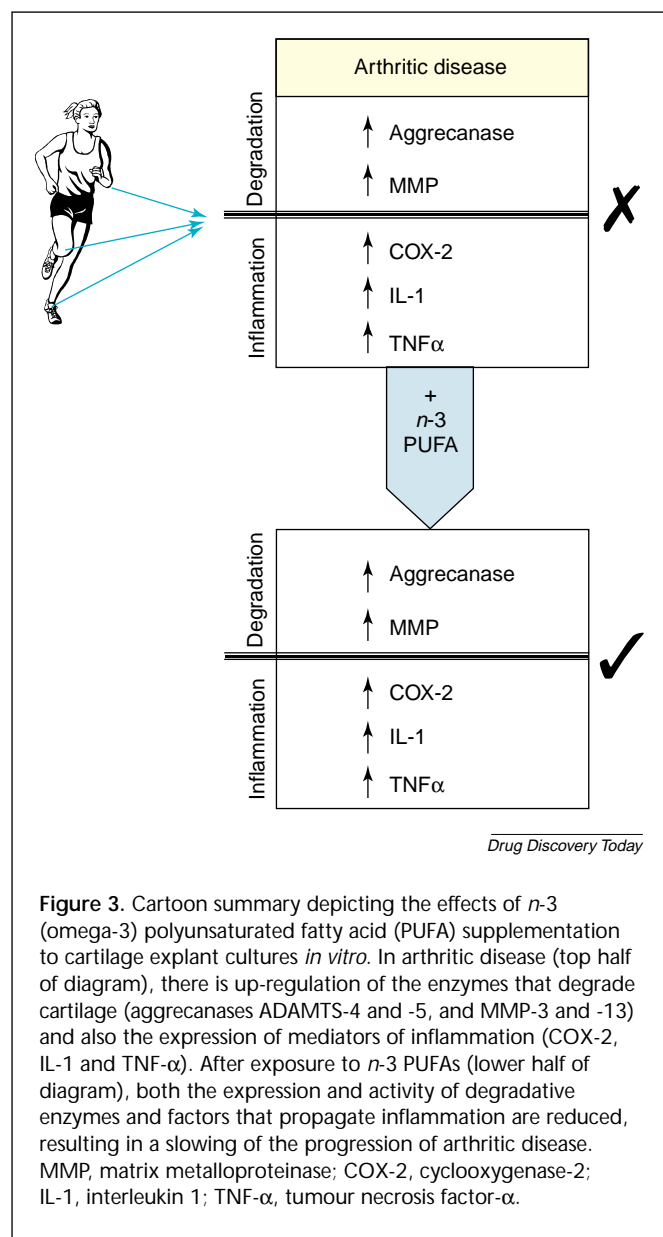 Arthritic disease
Degradation
↑ Aggrecanase
↑ MMP
✗
Inflammation
↑ COX-2
↑ IL-1
↑ TNFα
+
n-3
PUFA
Degradation
↑ Aggrecanase
↑ MMP
✓
Inflammation
↑ COX-2
↑ IL-1
↑ TNFα
Drug Discovery Today
Figure 3. Cartoon summary depicting the effects of n-3
(omega-3) polyunsaturated fatty acid (PUFA) supplementation
to cartilage explant cultures in vitro. In arthritic disease (top half
of diagram), there is up-regulation of the enzymes that degrade
cartilage (aggrecanases ADAMTS-4 and -5, and MMP-3 and -13)
and also the expression of mediators of inflammation (COX-2,
IL-1 and TNF-α). After exposure to n-3 PUFAs (lower half of
diagram), both the expression and activity of degradative
enzymes and factors that propagate inflammation are reduced,
resulting in a slowing of the progression of arthritic disease.
MMP, matrix metalloproteinase; COX-2, cyclooxygenase-2;
IL-1, interleukin 1; TNF-α, tumour necrosis factor-α.